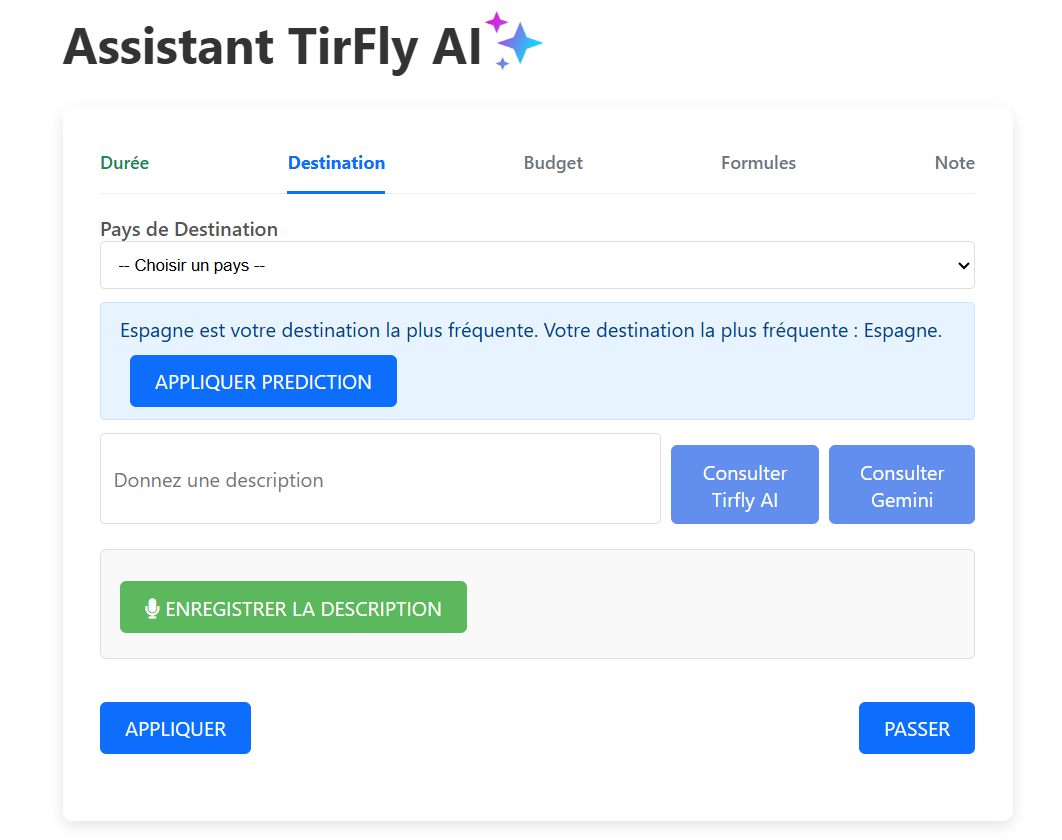 Assistant TirFly AI
Durée Destination Budget Formules Note
Pays de Destination
-- Choisir un pays --
Espagne est votre destination la plus fréquente. Votre destination la plus fréquente : Espagne.
APPLIQUER PREDICTION
Donnez une description
Consulter
Tirfly AI
Consulter
Gemini
ENREGISTRER LA DESCRIPTION
APPLIQUER
PASSER